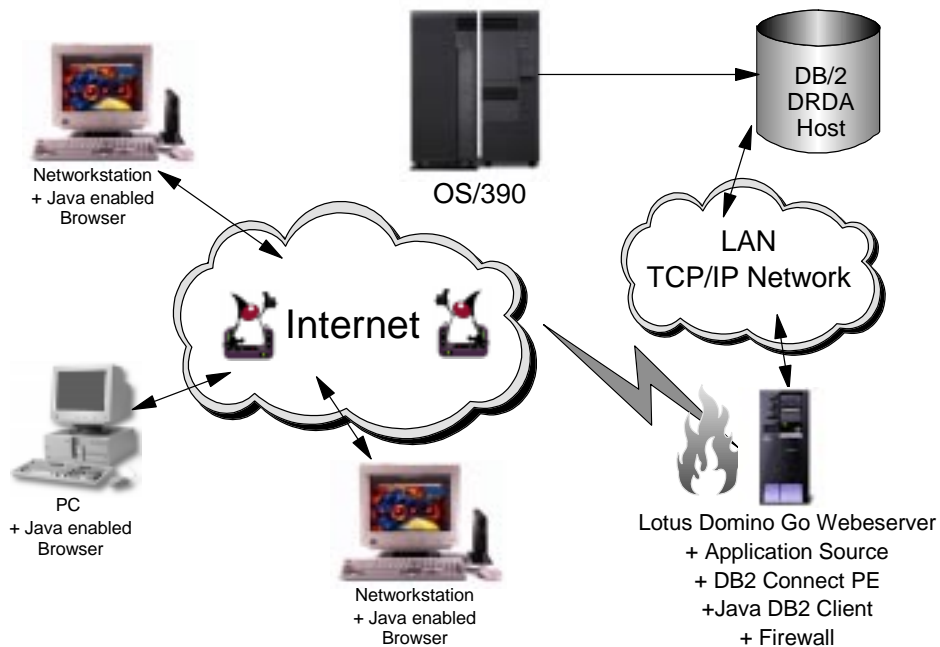 DB/2
DRDA
Host
Networkstation
+ Java enabled
Browser
OS/390
LAN
TCP/IP Network
Internet
PC
+ Java enabled
Browser
Networkstation
+ Java enabled
Browser
Lotus Domino Go Webeserver
+ Application Source
+ DB2 Connect PE
+Java DB2 Client
+ Firewall